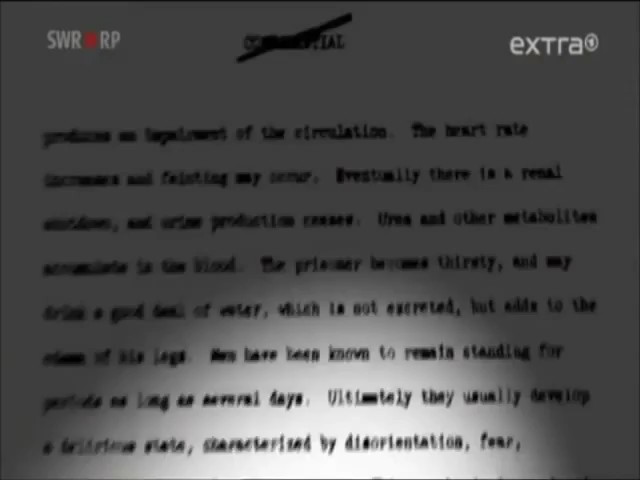 SWR RP
CONFIDENTIAL
extra
produces an impairment of the circulation. The heart rate
increases and fainting may occur. Eventually there is a renal
shutdown, and urine production ceases. Urea and other metabolites
accumulate in the blood. The prisoner becomes thirsty, and may
drink a good deal of water, which is not excreted, but adds to the
edema of his legs. Men have been known to remain standing for
periods as long as several days. Ultimately they usually develop
a delirious state, characterized by disorientation, fear,